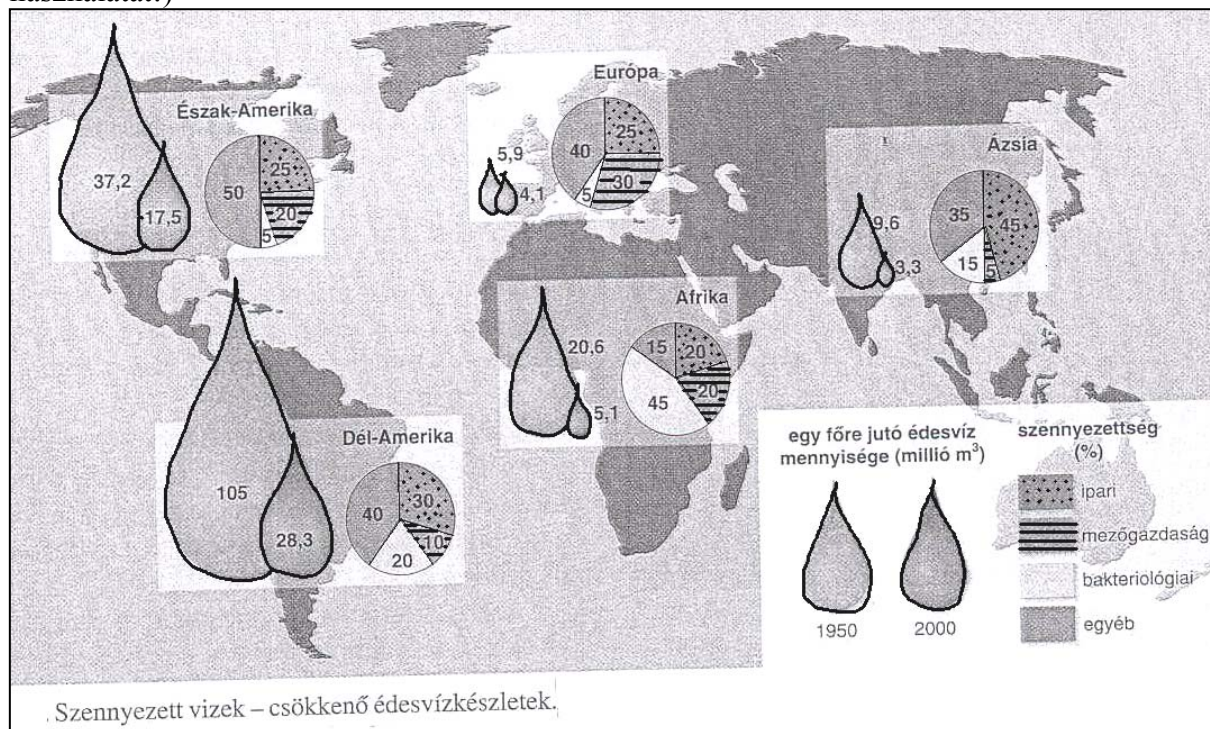 Észak-Amerika
37,2
17,5
50
25
20
5
Európa
5,9
4,1
40
25
30
5
Ázsia
9,6
3,3
35
45
15
5
Afrika
20,6
5,1
15
20
20
45
Dél-Amerika
105
28,3
40
30
10
20
egy főre jutó édesvíz
mennyisége (millió m³)
1950
2000
szennyezettség
(%)
ipari
mezőgazdaság
bakteriológiai
egyéb
Szennyezett vizek – csökkenő édesvízkészletek.